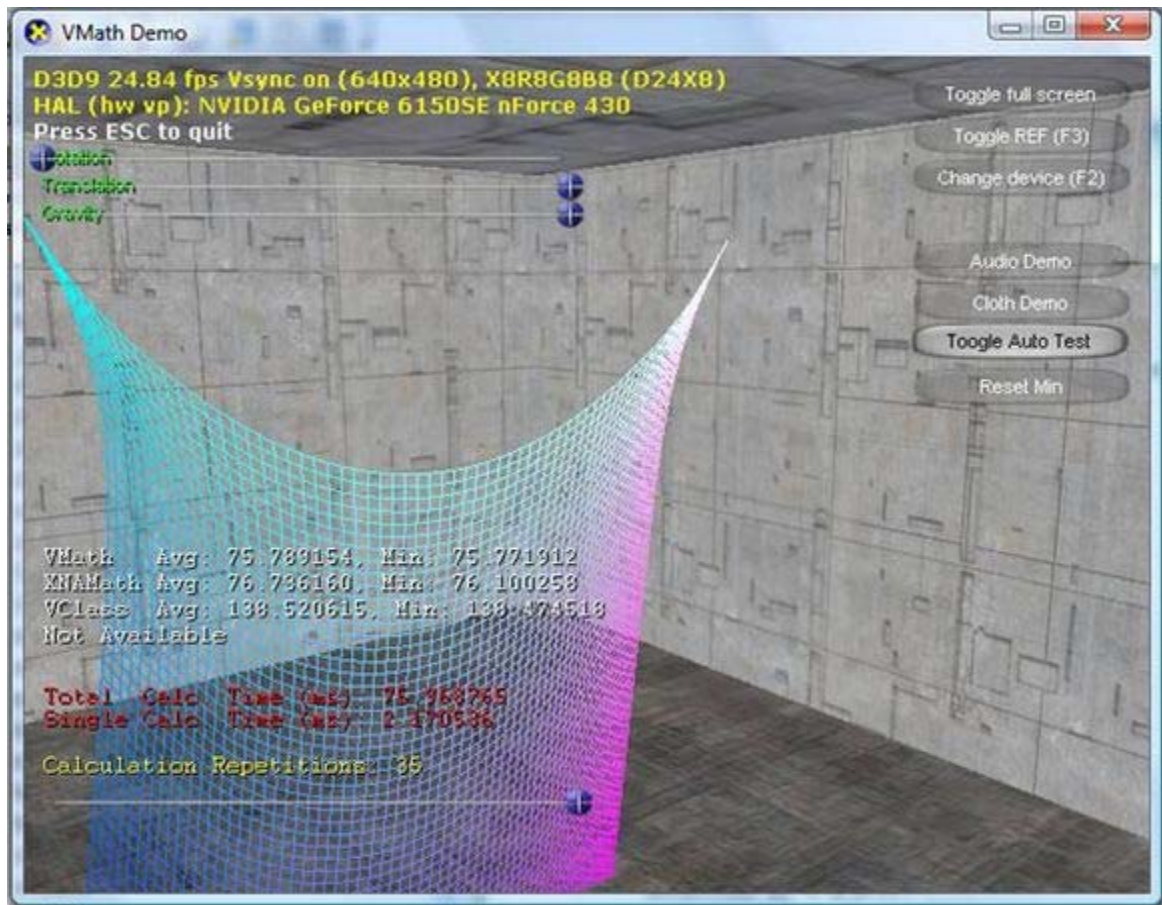 VMath Demo
D3D9 24.84 fps Vsync on (640x480), X8R8G8B8 (D24X8)
HAL (hw vp): NVIDIA GeForce 6150SE nForce 430
Press ESC to quit
otation
Translation
Gravity
Toggle full screen
Toggle REF (F3)
Change device (F2)
Audio Demo
Cloth Demo
Toogle Auto Test
Reset Min
VMath Avg: 75.789154, Min: 75.771912
XNAMath Avg: 76.736160, Min: 76.100258
VClass Avg: 138.520615, Min: 138.474518
Not Available
Total Calc Time (ms)
Single Calc Time (ms)
Calculation Repetitions: 35